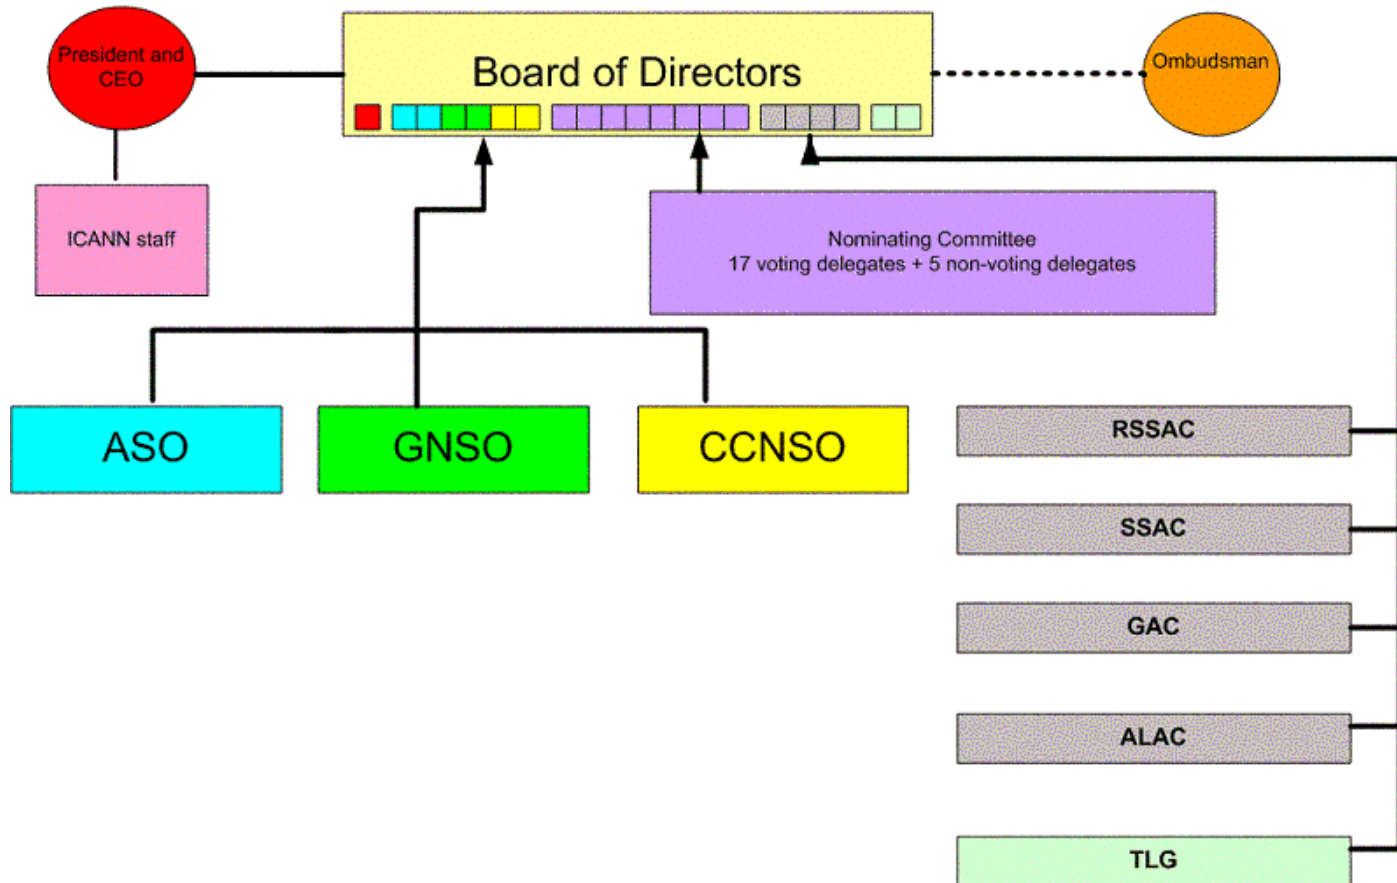 President and
CEO
Board of Directors
Ombudsman
ICANN staff
Nominating Committee
17 voting delegates + 5 non-voting delegates
ASO
GNSO
CCNSO
RSSAC
SSAC
GAC
ALAC
TLG